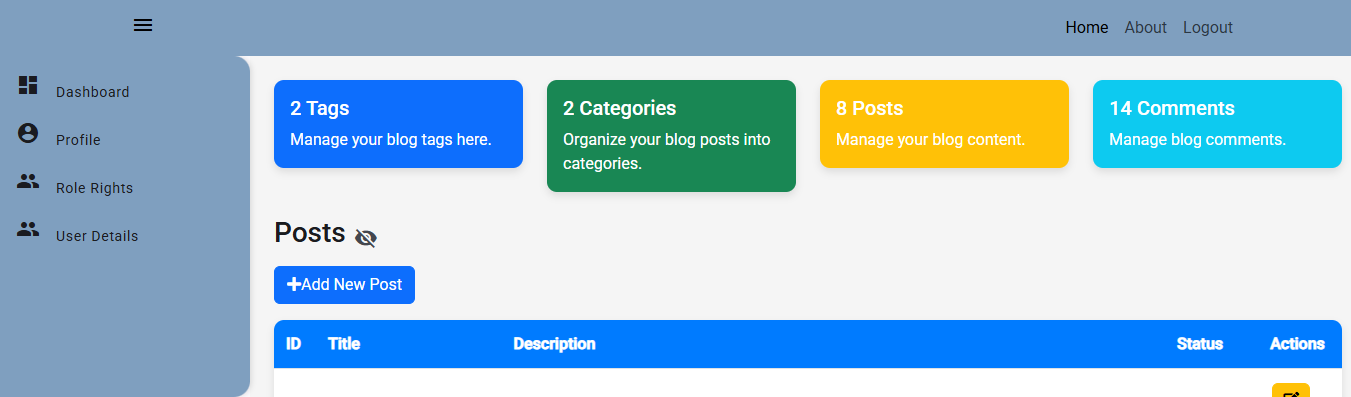 Home About Logout
Dashboard
Profile
Role Rights
User Details
2 Tags
Manage your blog tags here.
2 Categories
Organize your blog posts into
categories.
8 Posts
Manage your blog content.
14 Comments
Manage blog comments.
Posts
Add New Post
ID Title Description Status Actions